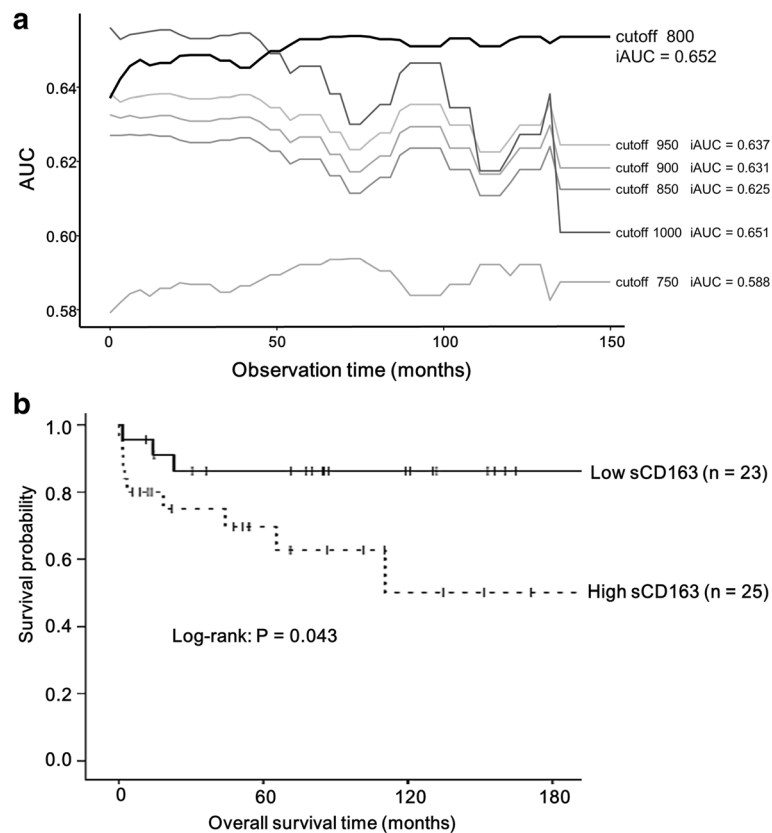 a
AUC
0.64
0.62
0.60
0.58
cutoff 800
iAUC = 0.652
cutoff 950 iAUC = 0.637
cutoff 900 iAUC = 0.631
cutoff 850 iAUC = 0.625
cutoff 1000 iAUC = 0.651
cutoff 750 iAUC = 0.588
0 50 100 150
Observation time (months)
b
Survival probability
1.0
0.8
0.6
0.4
0.2
0.0
Low sCD163 (n = 23)
High sCD163 (n = 25)
Log-rank: P = 0.043
0 60 120 180
Overall survival time (months)